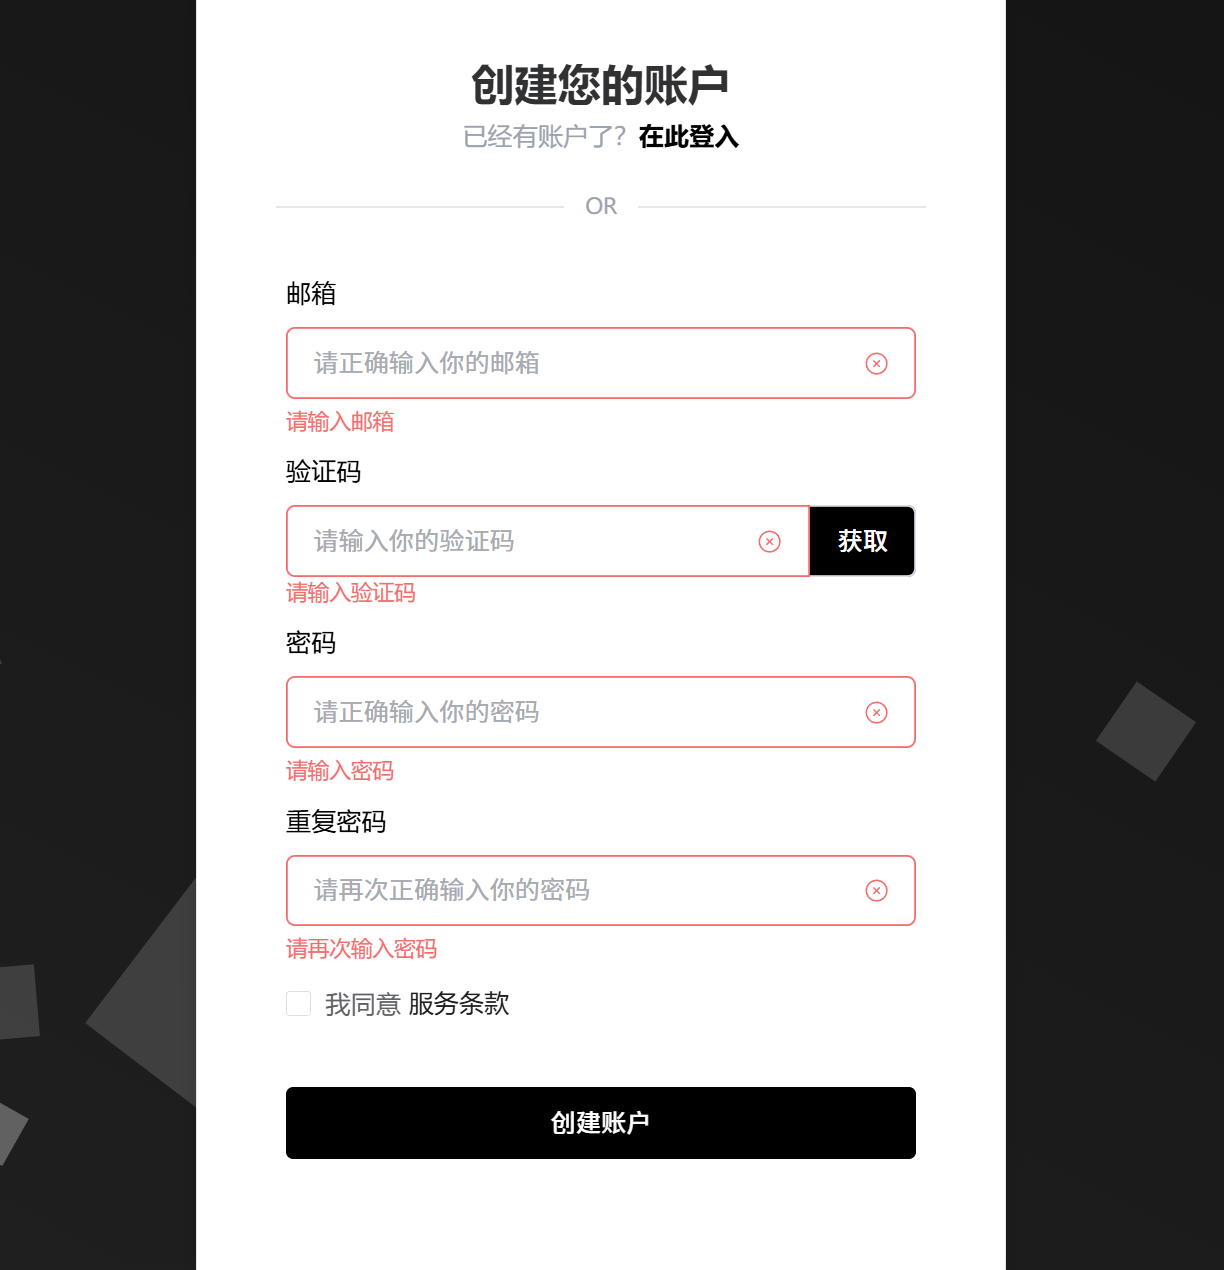 创建您的账户
已经有账户了? 在此登入
OR
邮箱
请正确输入你的邮箱
请输入邮箱
验证码
请输入你的验证码
获取
请输入验证码
密码
请正确输入你的密码
请输入密码
重复密码
请再次正确输入你的密码
请再次输入密码
我同意 服务条款
创建账户